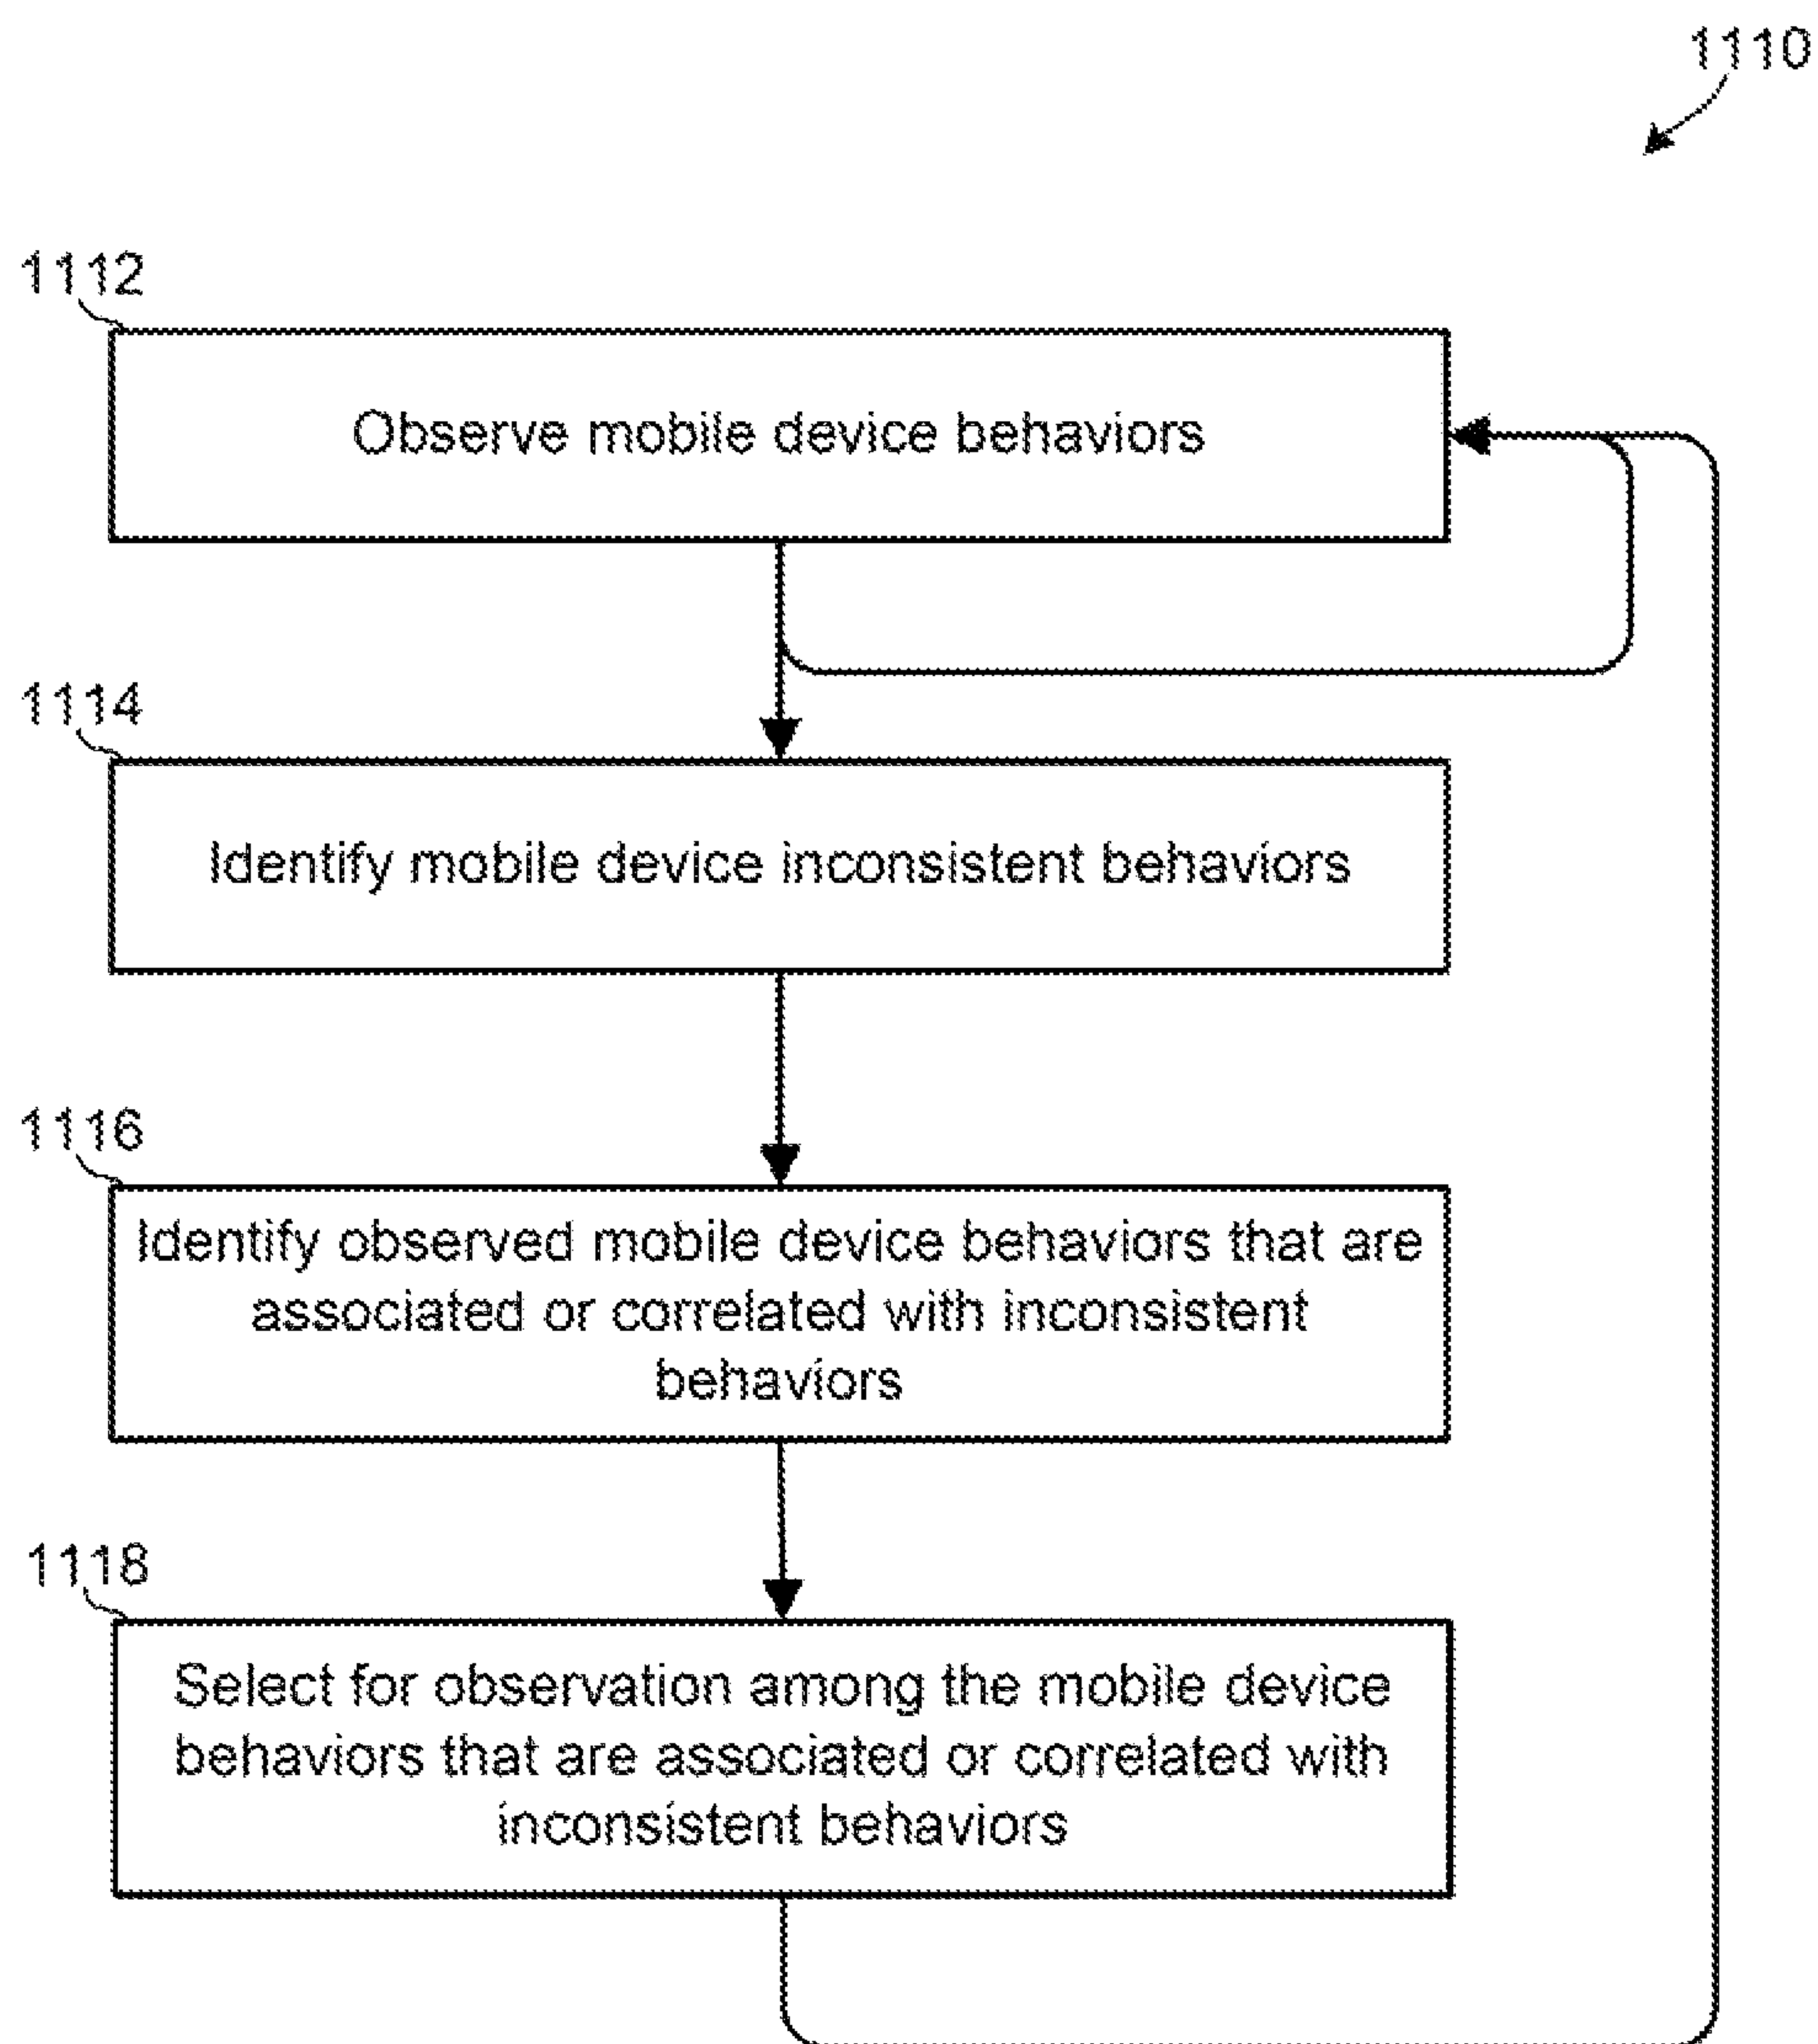 1110
1112
Observe mobile device behaviors
1114
Identify mobile device inconsistent behaviors
1116
Identify observed mobile device behaviors that are
associated or correlated with inconsistent
behaviors
1118
Select for observation among the mobile device
behaviors that are associated or correlated with
inconsistent behaviors